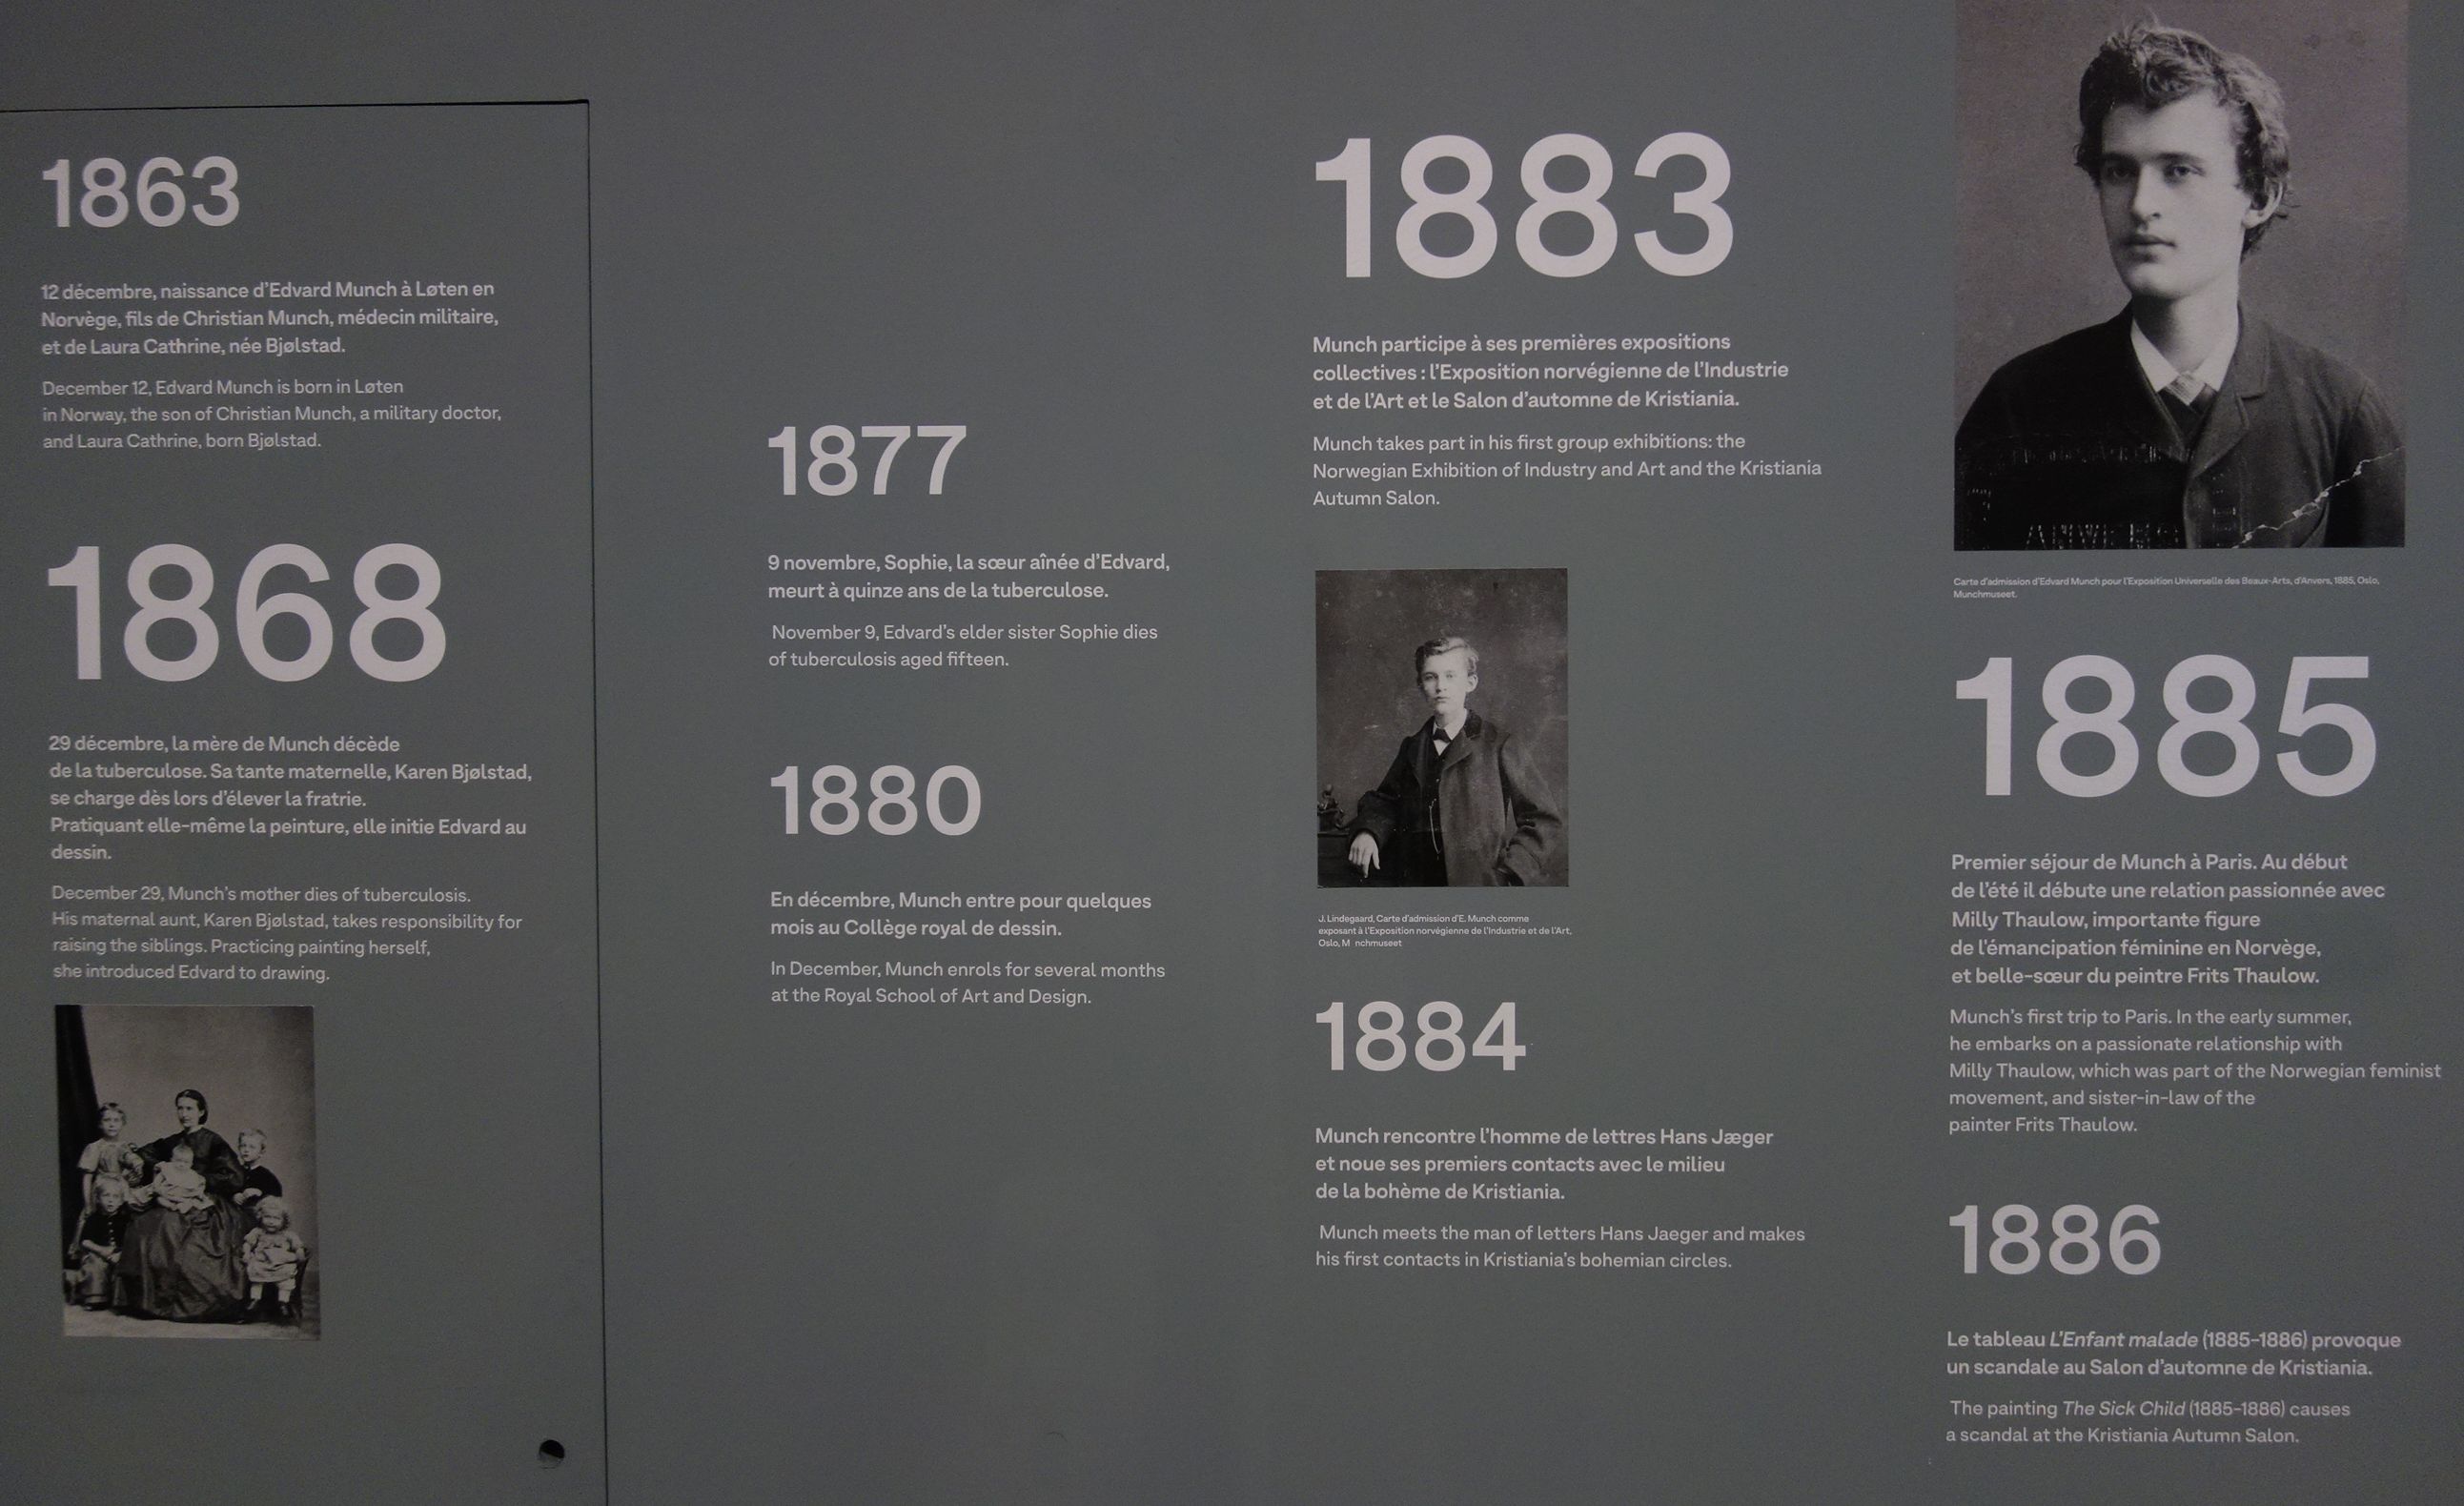 1863
12 décembre, naissance d'Edvard Munch à Løten en
Norvège, fils de Christian Munch, médecin militaire,
et de Laura Cathrine, née Bjølstad.
December 12, Edvard Munch is born in Løten
in Norway, the son of Christian Munch, a military doctor,
and Laura Cathrine, born Bjølstad.
1868
29 décembre, la mère de Munch décède
de la tuberculose. Sa tante maternelle, Karen Bjølstad,
se charge dès lors d'élever la fratrie.
Pratiquant elle-même la peinture, elle initie Edvard au
dessin.
December 29, Munch's mother dies of tuberculosis.
His maternal aunt, Karen Bjølstad, takes responsibility for
raising the siblings. Practicing painting herself,
she introduced Edvard to drawing.
1877
9 novembre, Sophie, la sœur aînée d'Edvard,
meurt à quinze ans de la tuberculose.
November 9, Edvard's elder sister Sophie dies
of tuberculosis aged fifteen.
1880
En décembre, Munch entre pour quelques
mois au Collège royal de dessin.
In December, Munch enrols for several months
at the Royal School of Art and Design.
1883
Munch participe à ses premières expositions
collectives : l'Exposition norvégienne de l'Industrie
et de l'Art et le Salon d'automne de Kristiania.
Munch takes part in his first group exhibitions: the
Norwegian Exhibition of Industry and Art and the Kristiania
Autumn Salon.
J. Lindegaard, Carte d'admission d'E. Munch comme
exposant à l'Exposition norvégienne de l'Industrie et de l'Art,
Oslo, M nchmuseet
1884
Munch rencontre l'homme de lettres Hans Jæger
et noue ses premiers contacts avec le milieu
de la bohème de Kristiania.
Munch meets the man of letters Hans Jaeger and makes
his first contacts in Kristiania's bohemian circles.
Carte d'admission d'Edvard Munch pour l'Exposition Universelle des Beaux-Arts, d'Anvers, 1885, Oslo,
Munchmuseet.
1885
Premier séjour de Munch à Paris. Au début
de l'été il débute une relation passionnée avec
Milly Thaulow, importante figure
de l'émancipation féminine en Norvège,
et belle-sœur du peintre Frits Thaulow.
Munch's first trip to Paris. In the early summer,
he embarks on a passionate relationship with
Milly Thaulow, which was part of the Norwegian feminist
movement, and sister-in-law of the
painter Frits Thaulow.
1886
Le tableau L'Enfant malade (1885-1886) provoque
un scandale au Salon d'automne de Kristiania.
The painting The Sick Child (1885-1886) causes
a scandal at the Kristiania Autumn Salon.